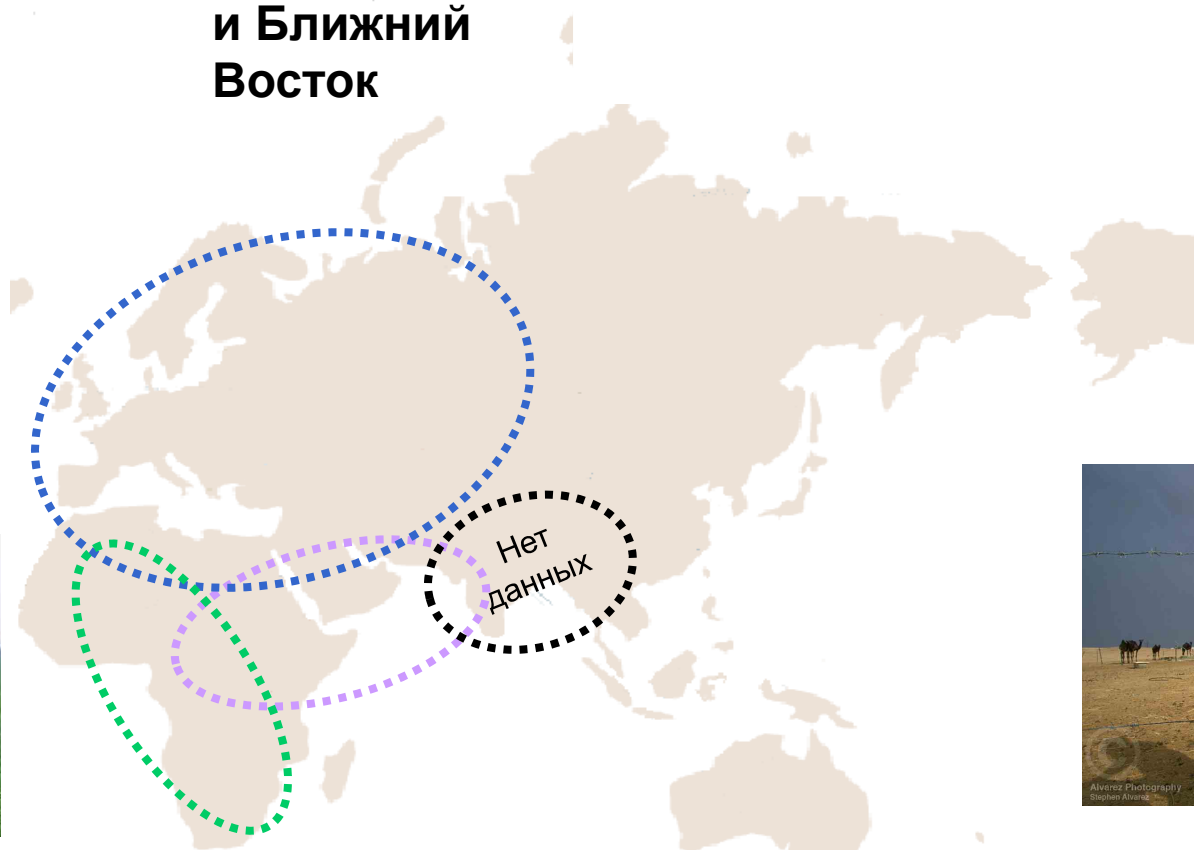 и Ближний
Восток
Нет
данных
Alvarez Photography
Stephen Alvarez